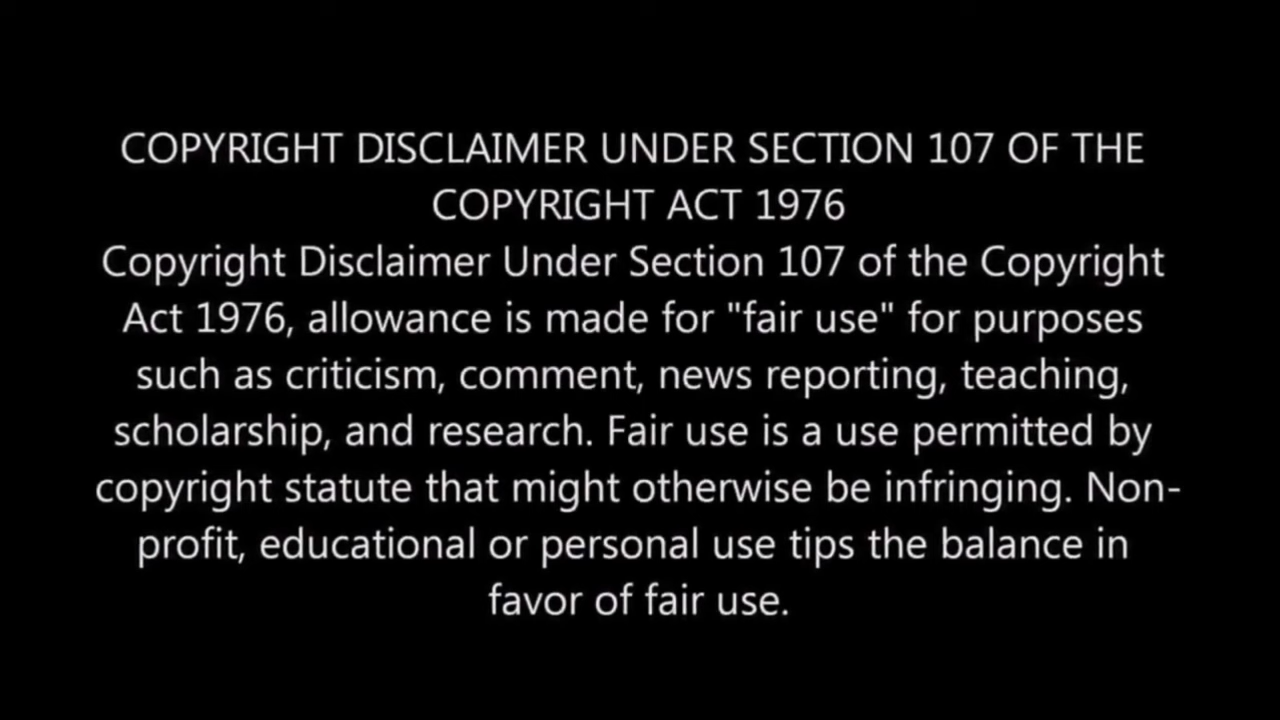 COPYRIGHT DISCLAIMER UNDER SECTION 107 OF THE
COPYRIGHT ACT 1976
Copyright Disclaimer Under Section 107 of the Copyright
Act 1976, allowance is made for "fair use" for purposes
such as criticism, comment, news reporting, teaching,
scholarship, and research. Fair use is a use permitted by
copyright statute that might otherwise be infringing. Non-
profit, educational or personal use tips the balance in
favor of fair use.